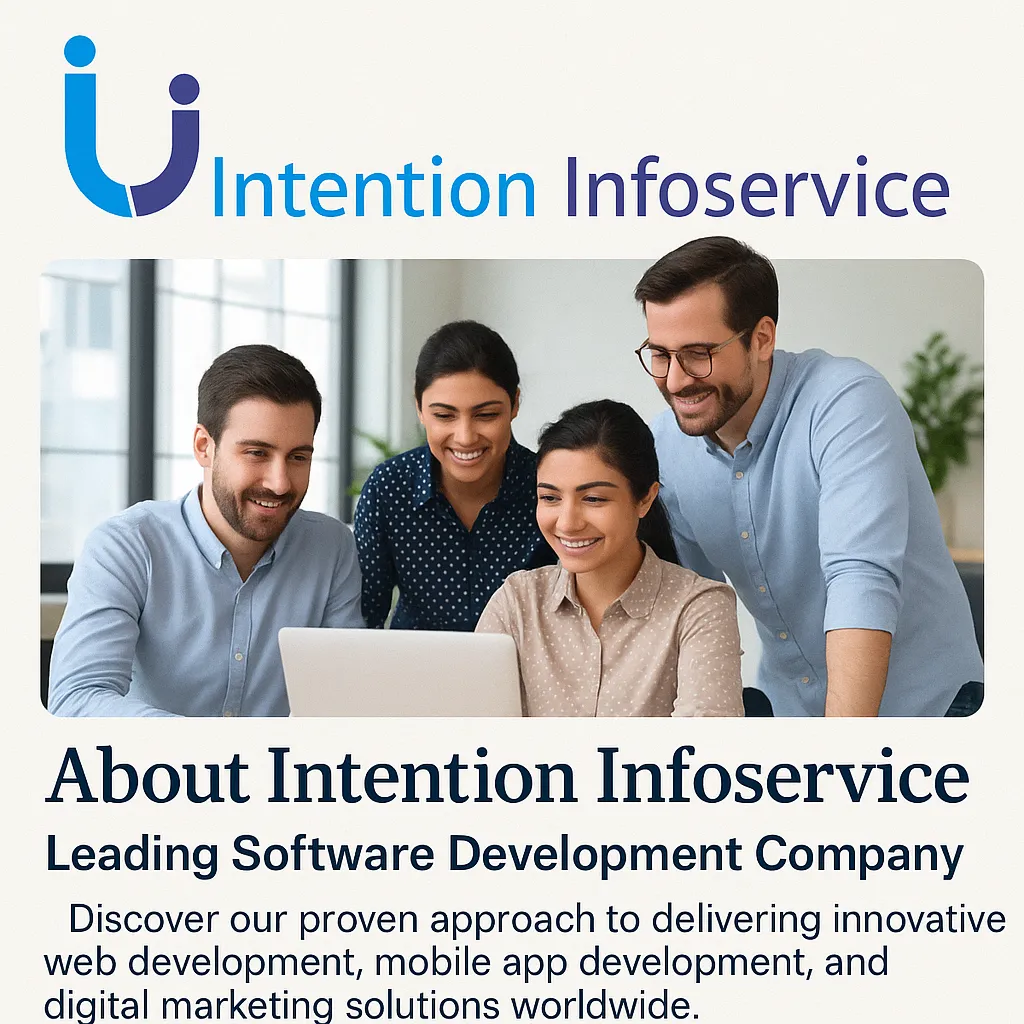 Intention Infoservice
About Intention Infoservice
Leading Software Development Company
Discover our proven approach to delivering innovative
web development, mobile app development, and
digital marketing solutions worldwide.